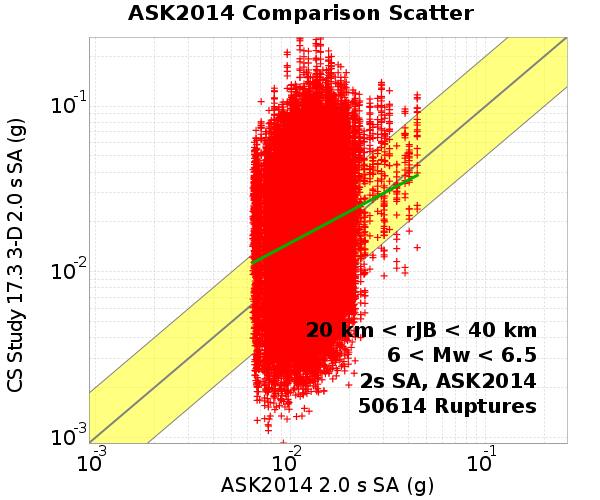 ASK2014 Comparison Scatter
CS Study 17.3 3-D 2.0 s SA (g)
10-1
10-2
10-3
20 km < rJB < 40 km
6 < Mw < 6.5
2s SA, ASK2014
50614 Ruptures
10-3 10-2 10-1
ASK2014 2.0 s SA (g)